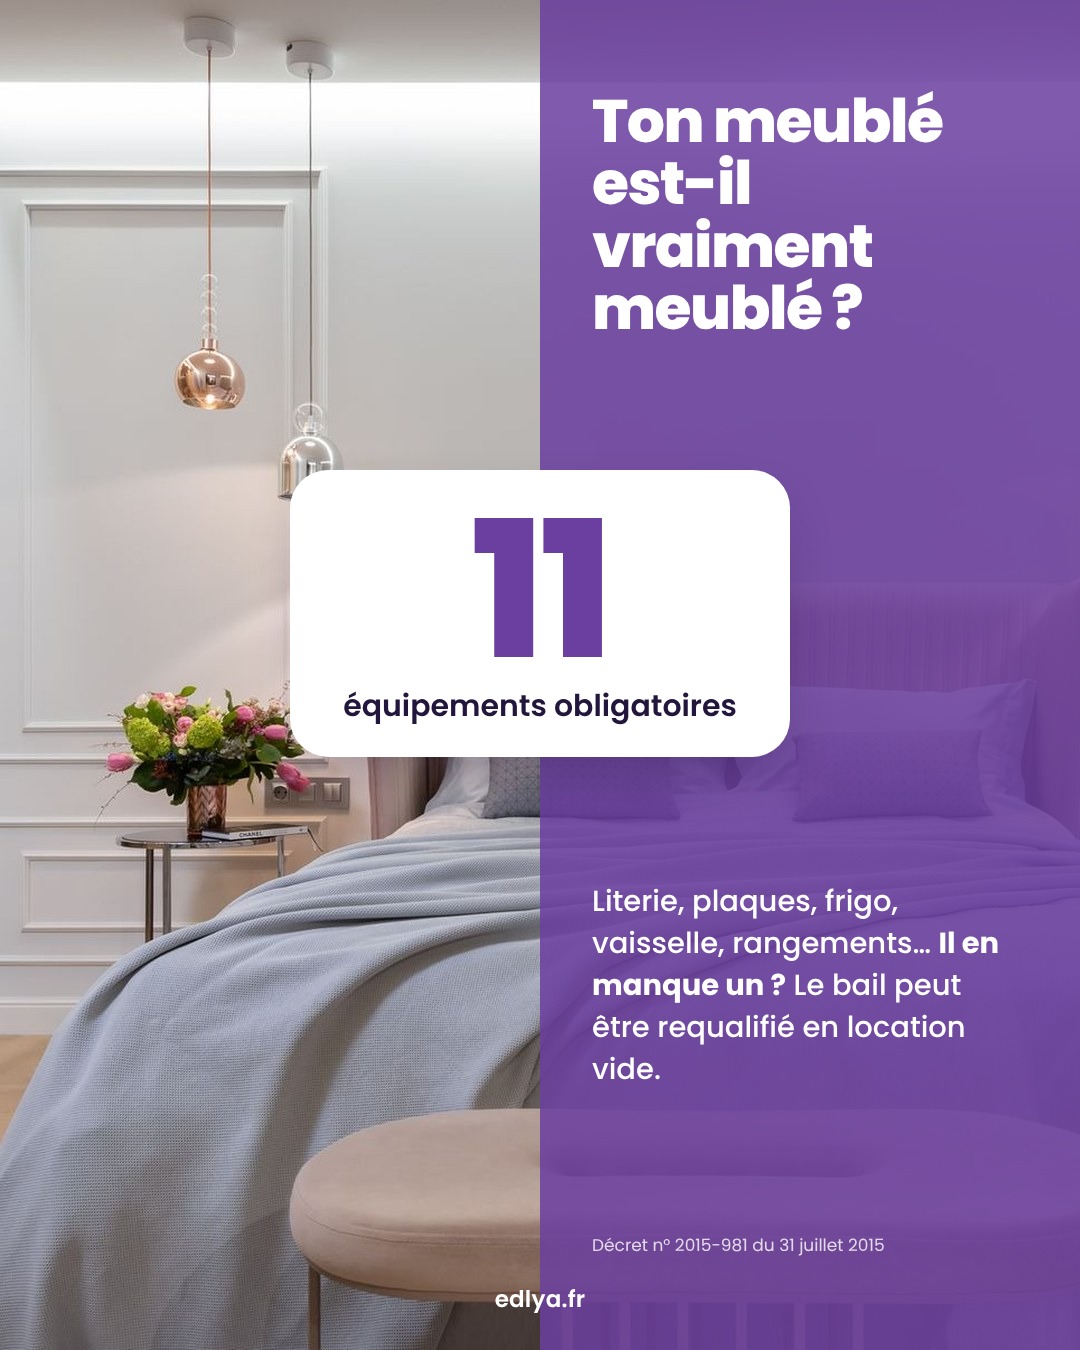 Ton meublé
est-il
vraiment
meublé ?
11
équipements obligatoires
CHANEL
Literie, plaques, frigo,
vaisselle, rangements... Il en
manque un ? Le bail peut
être requalifié en location
vide.
Décret n° 2015-981 du 31 juillet 2015
edlya.fr